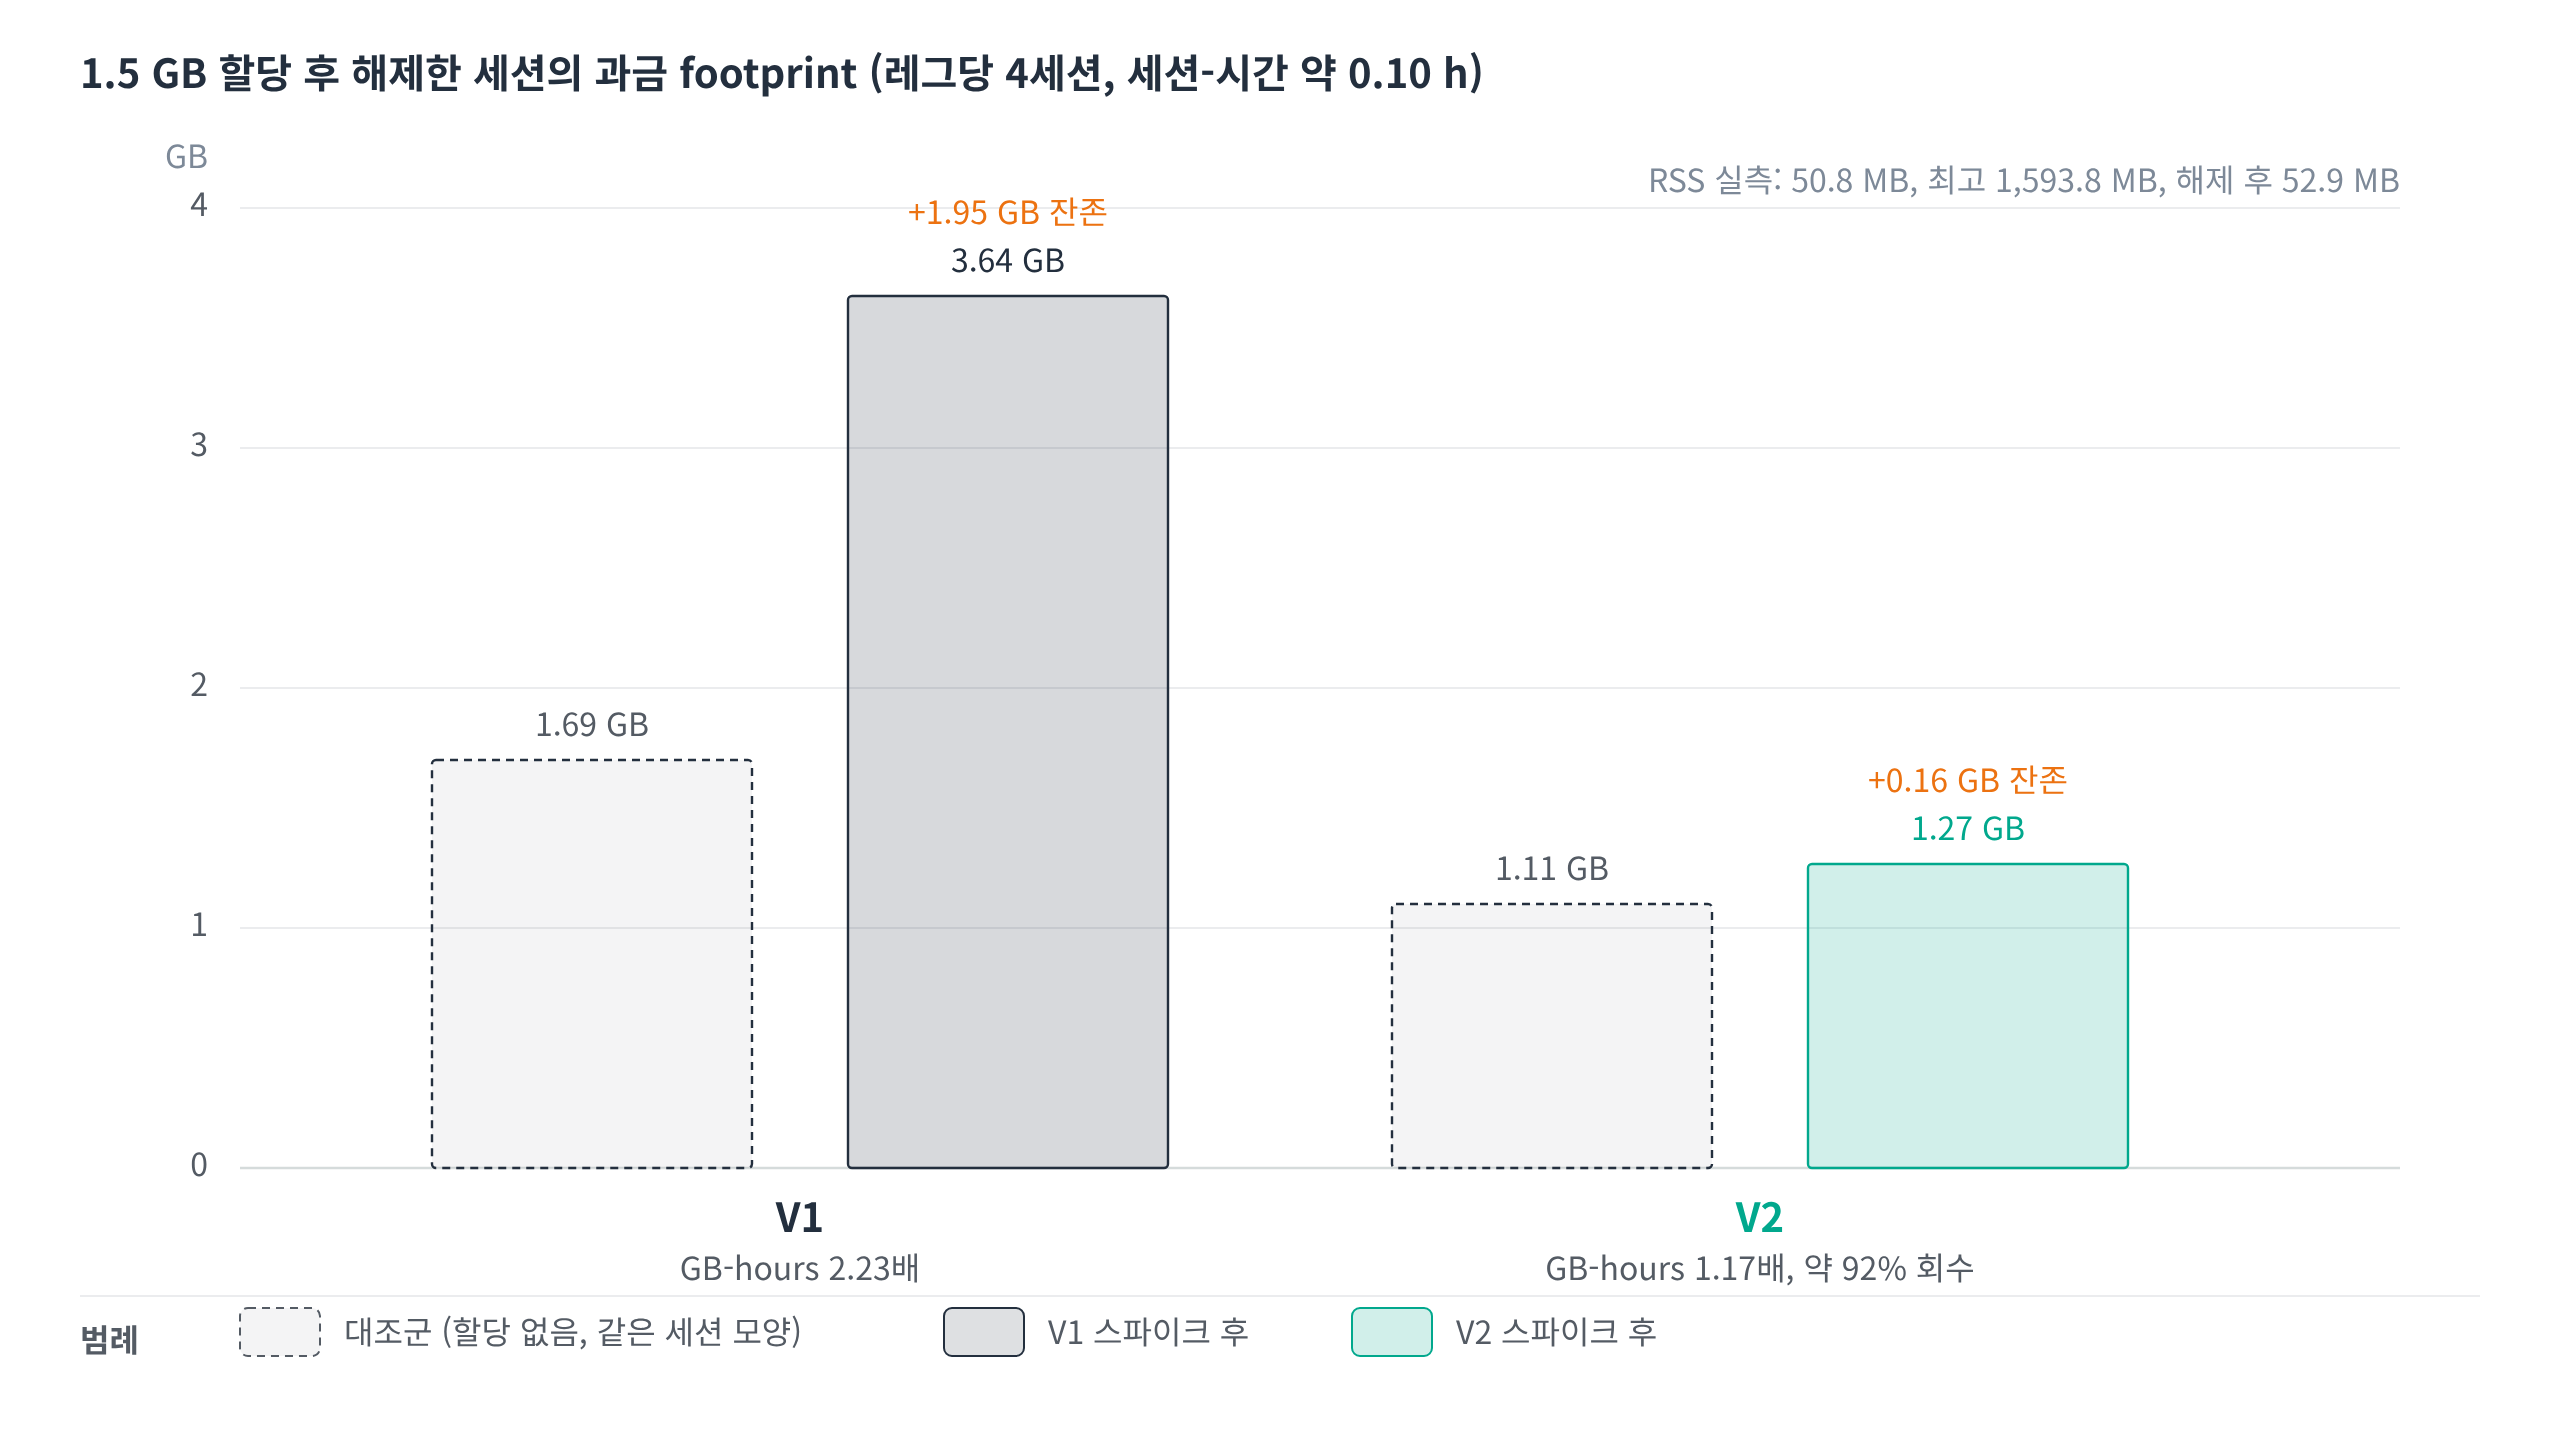 1.5 GB 할당 후 해제한 세션의 과금 footprint (레그당 4세션, 세션-시간 약 0.10 h)
GB
RSS 실측: 50.8 MB, 최고 1,593.8 MB, 해제 후 52.9 MB
4
+1.95 GB 잔존
3.64 GB
3
2
1.69 GB
+0.16 GB 잔존
1.27 GB
1.11 GB
1
0
V1
V2
GB-hours 2.23배
GB-hours 1.17배, 약 92% 회수
범례
대조군 (할당 없음, 같은 세션 모양)
V1 스파이크 후
V2 스파이크 후